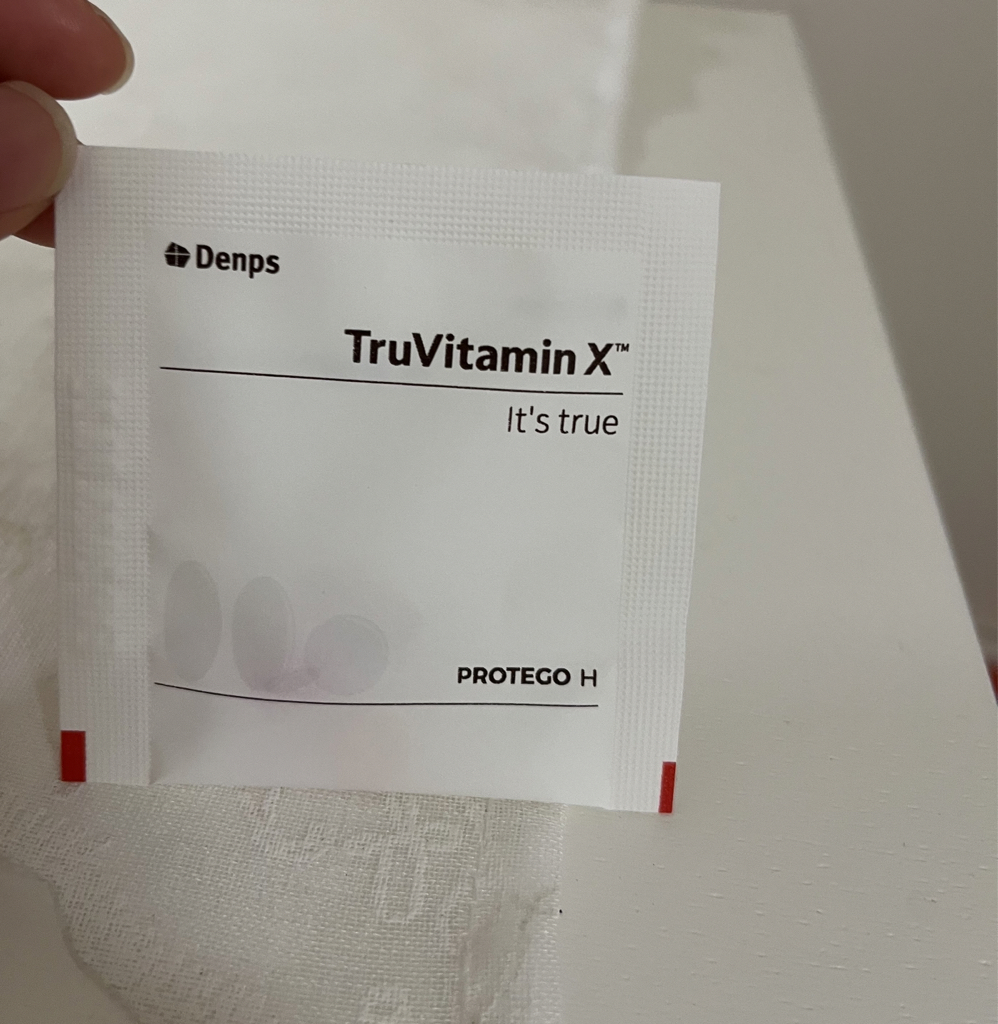 Denps
TruVitamin X™
It's true
PROTEGO H